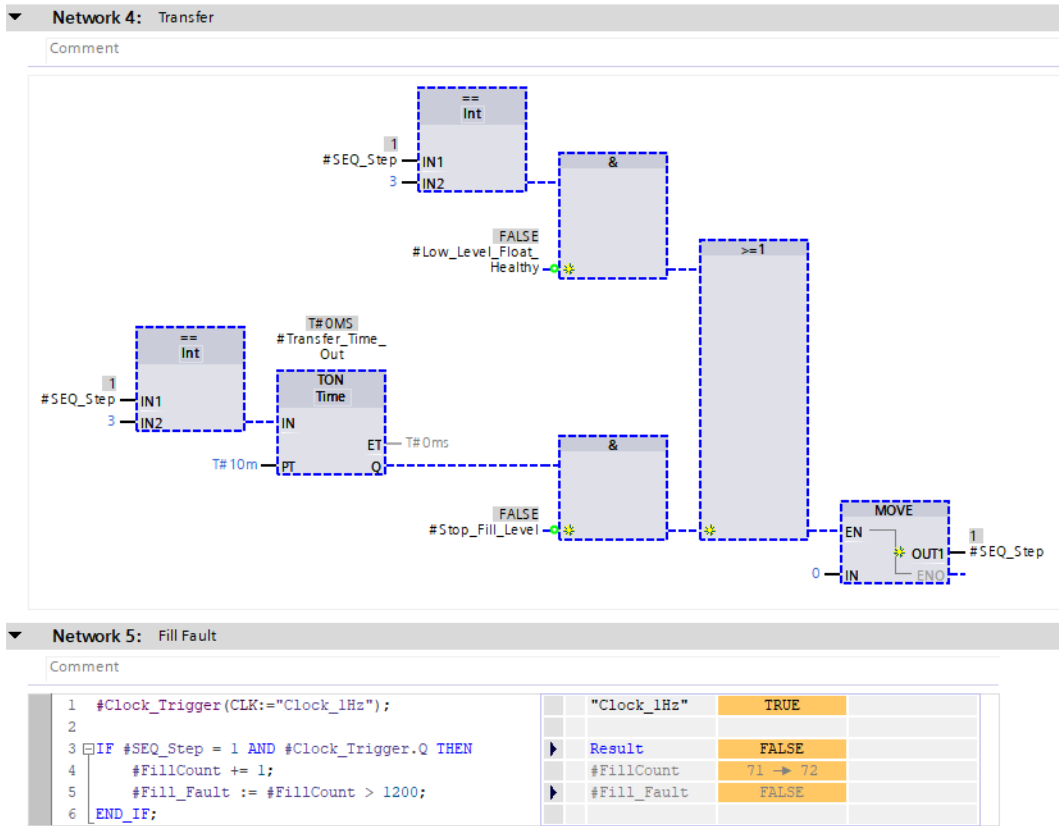 Network 4: Transfer
Comment
==
Int
1
#SEQ_Step
IN1
3
IN2
&
FALSE
#Low_Level_Float_
Healthy
>=1
==
Int
1
#SEQ_Step
IN1
3
IN2
T#0MS
#Transfer_Time_
Out
TON
Time
IN
ET
T#0ms
T#10m
PT
Q
&
FALSE
#Stop_Fill_Level
MOVE
EN
1
OUT1
#SEQ_Step
0
IN
ENO
Network 5: Fill Fault
Comment
1 #Clock_Trigger(CLK:="Clock_1Hz"); "Clock_1Hz" TRUE
2
3 IF #SEQ_Step = 1 AND #Clock_Trigger.Q THEN Result FALSE
4 #FillCount += 1; #FillCount 71 → 72
5 #Fill_Fault := #FillCount > 1200; #Fill_Fault FALSE
6 END_IF;